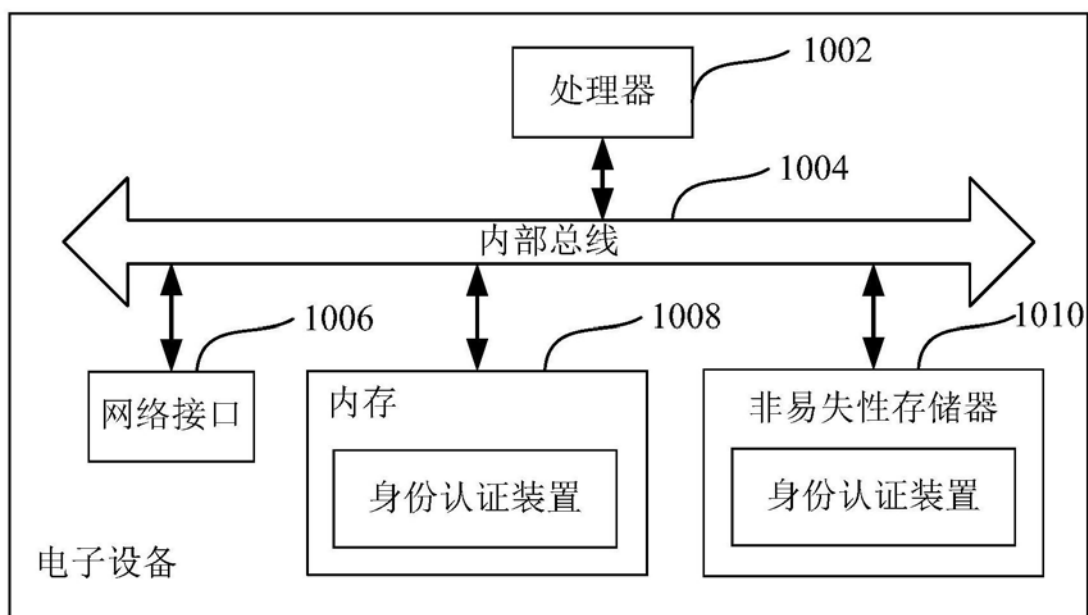 1002
处理器
1004
内部总线
1006
1008
1010
网络接口
内存
非易失性存储器
身份认证装置
身份认证装置
电子设备